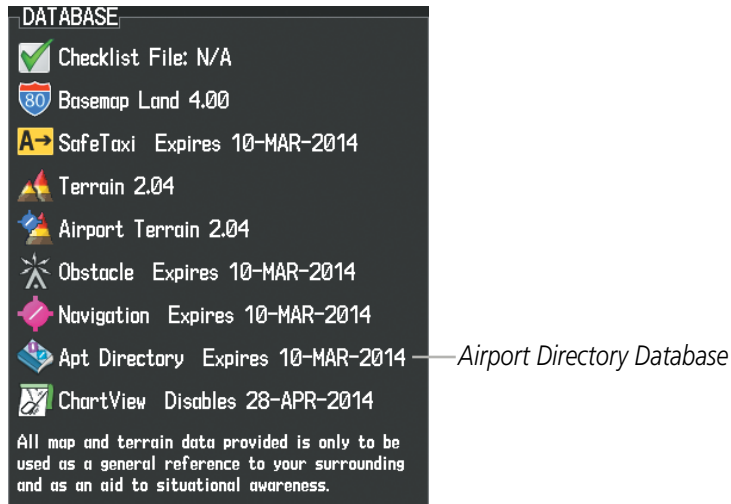 DATABASE
Checklist File: N/A
80 Basemap Land 4.00
A→ SafeTaxi Expires 10-MAR-2014
Terrain 2.04
Airport Terrain 2.04
Obstacle Expires 10-MAR-2014
Navigation Expires 10-MAR-2014
Apt Directory Expires 10-MAR-2014 Airport Directory Database
ChartView Disables 28-APR-2014
All map and terrain data provided is only to be
used as a general reference to your surrounding
and as an aid to situational awareness.